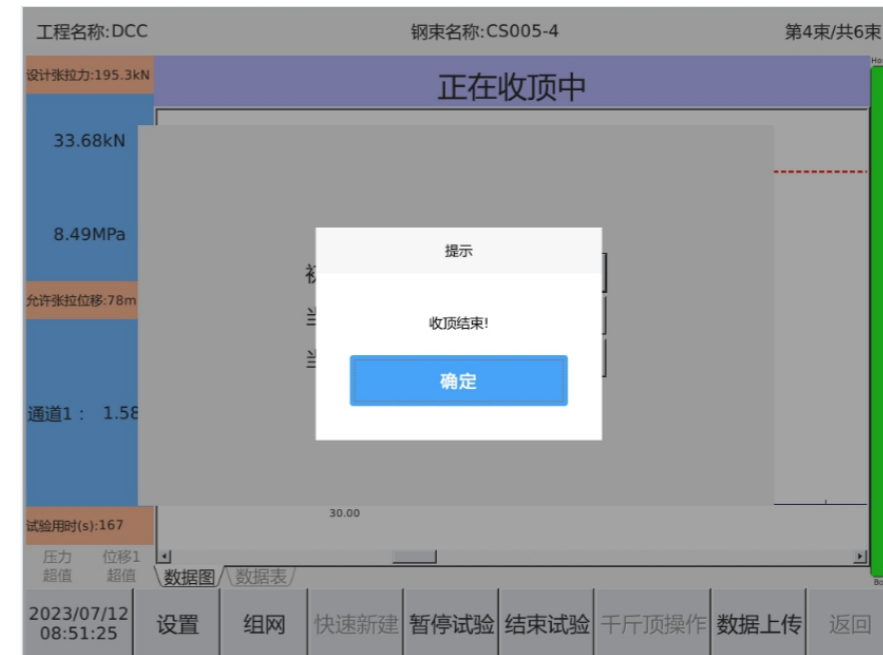 工程名称:DCC 钢束名称:CS005-4 第4束/共6束
设计张拉力:195.3kN
正在收顶中
33.68kN
8.49MPa
提示
允许张拉位移:78m
收顶结束!
确定
通道1： 1.58
试验用时(s):167
30.00
压力 位移1
超值 超值
数据图 数据表
2023/07/12
08:51:25
设置 组网 快速新建 暂停试验 结束试验 千斤顶操作 数据上传 返回